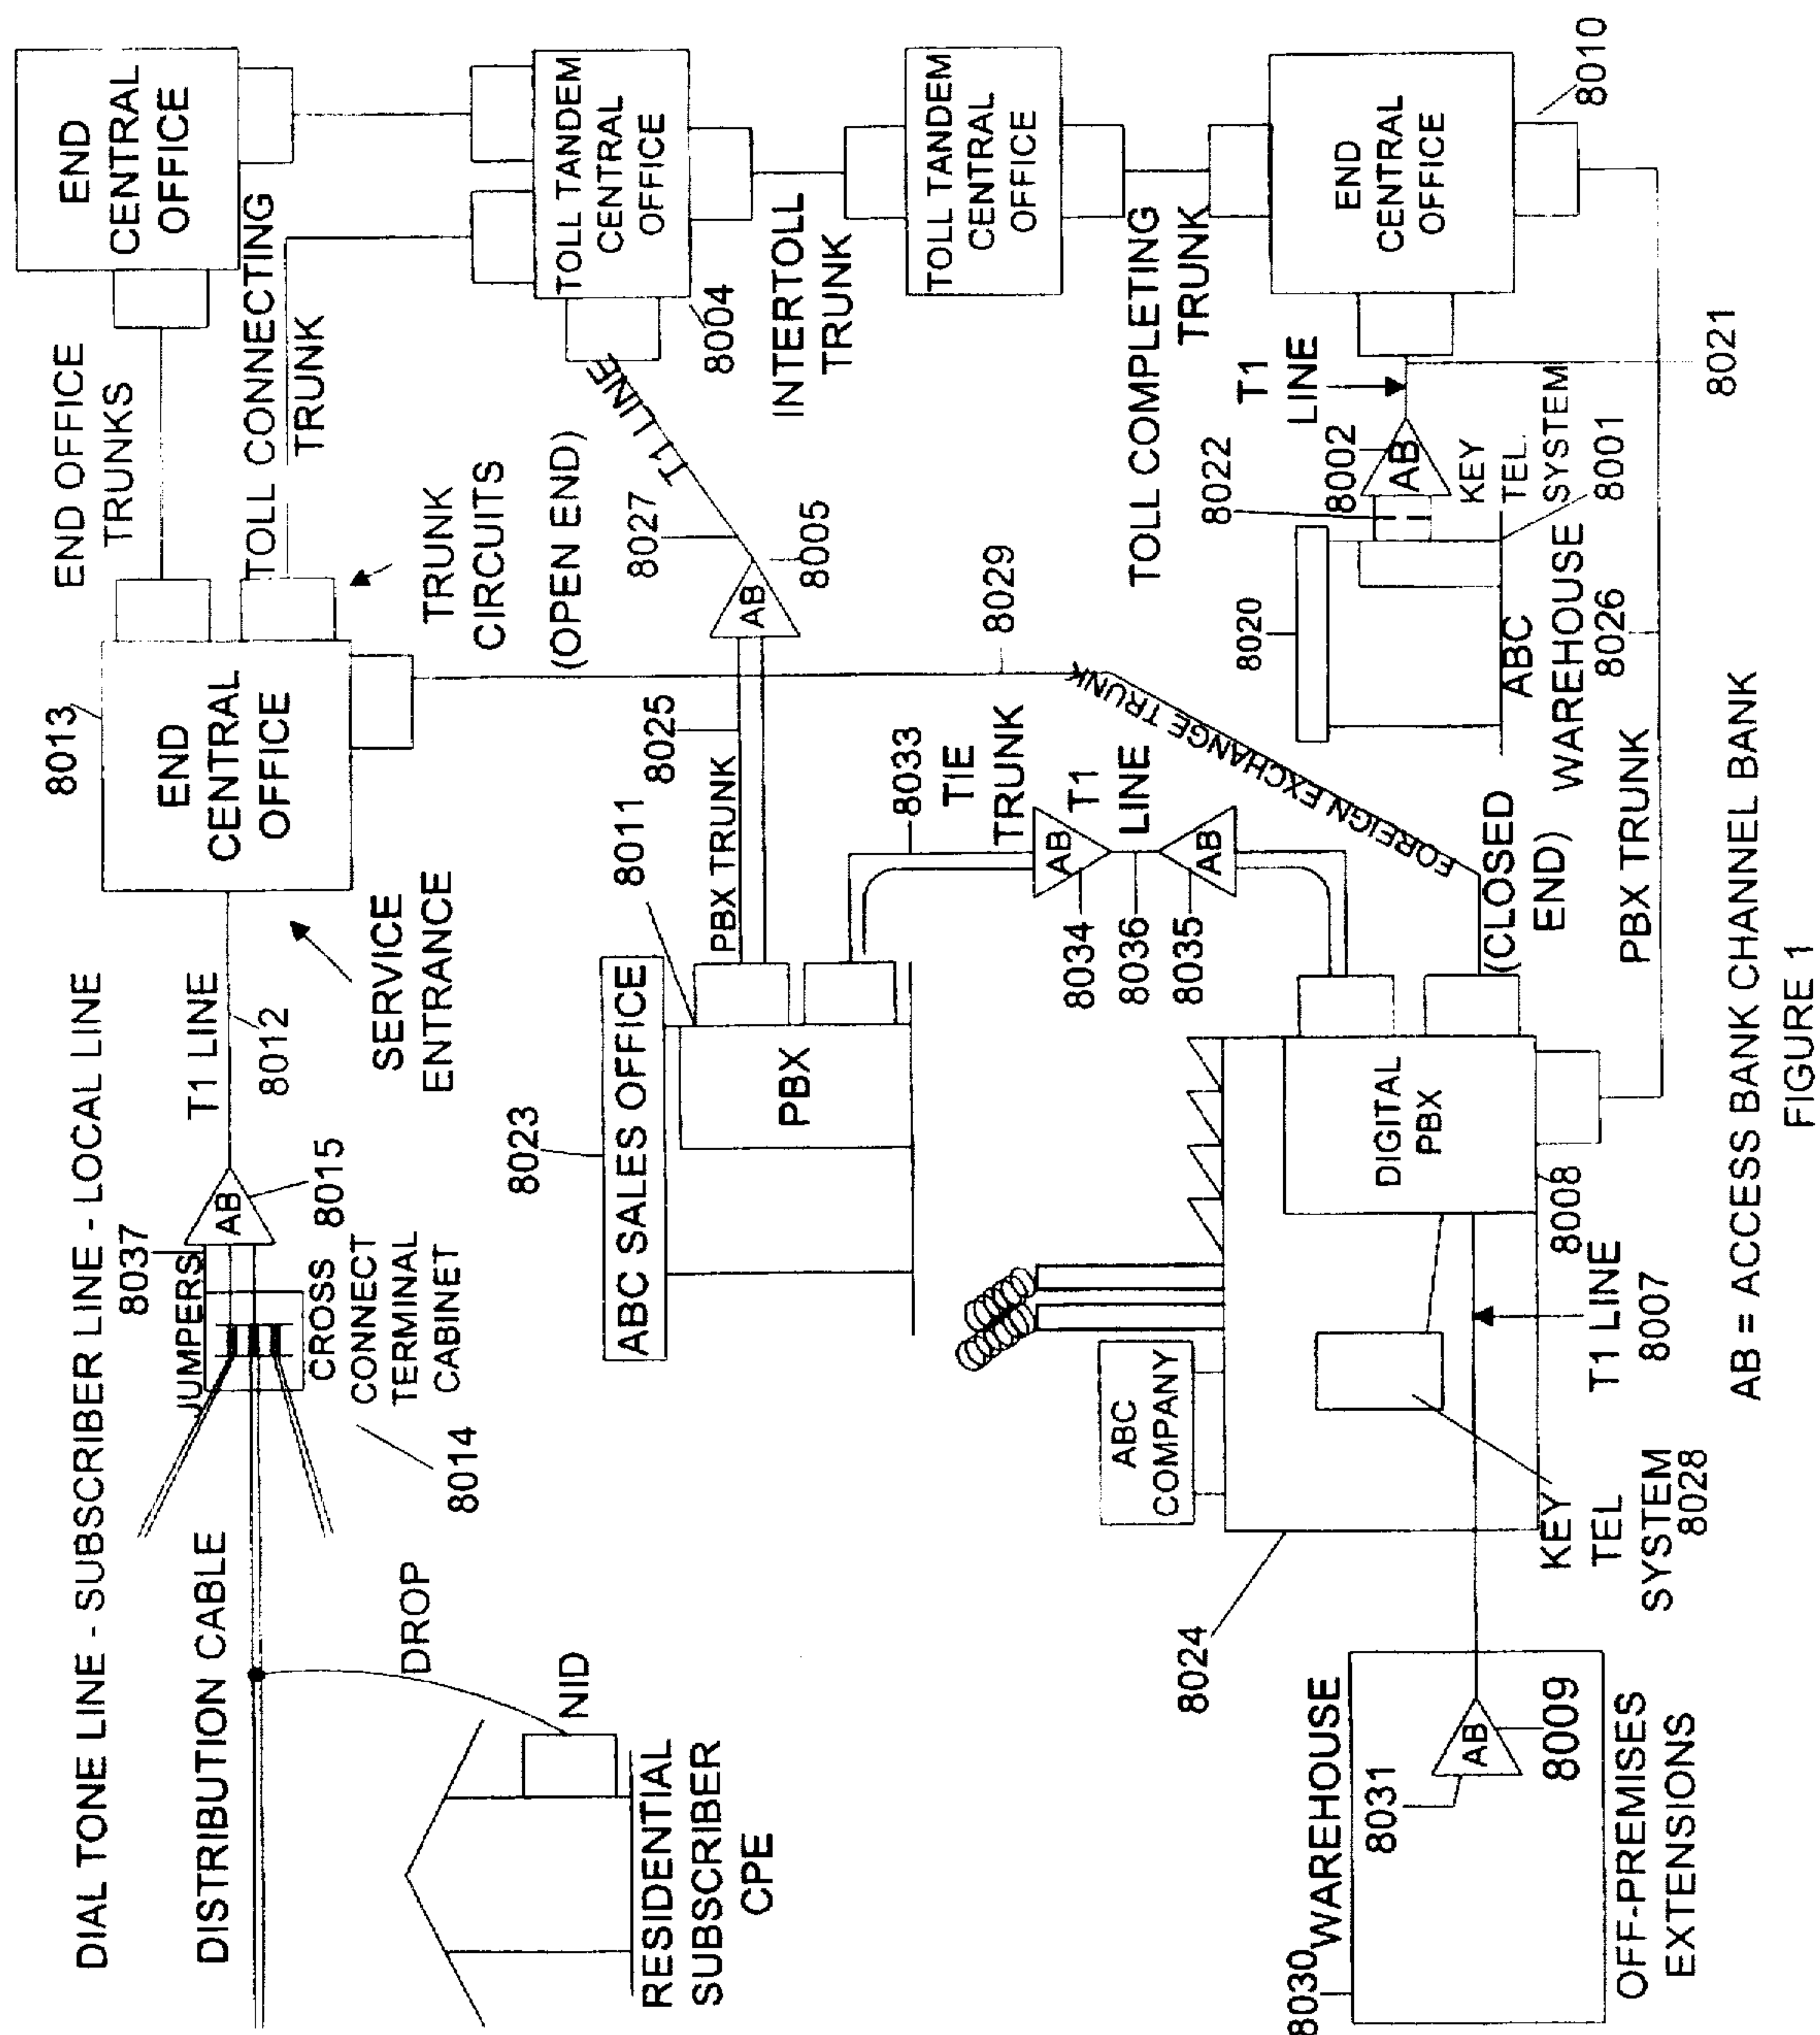 DIAL TONE LINE - SUBSCRIBER LINE - LOCAL LINE
DISTRIBUTION CABLE
DROP
NID
RESIDENTIAL
SUBSCRIBER
CPE
8014
JUMPERS
8037
CROSS
CONNECT
TERMINAL
CABINET
AB
8015
T1 LINE
8012
SERVICE
ENTRANCE
8013
END
CENTRAL
OFFICE
END OFFICE
TRUNKS
END
CENTRAL
OFFICE
TOLL CONNECTING
TRUNK
TRUNK
CIRCUITS
(OPEN END)
8023
ABC SALES OFFICE
PBX
8011
PBX TRUNK
8025
AB
8005
8027
T1 LINE
TOLL TANDEM
CENTRAL
OFFICE
8004
INTERTOLL
TRUNK
TOLL TANDEM
CENTRAL
OFFICE
8033
TIE
TRUNK
AB
8034
T1
LINE
8036
AB
8035
8029
FOREIGN EXCHANGE TRUNK
(CLOSED
END)
TOLL COMPLETING
TRUNK
END
CENTRAL
OFFICE
8010
8020
ABC
WAREHOUSE
8022
8002
AB
KEY
TEL.
SYSTEM
8001
T1
LINE
8021
8026
PBX TRUNK
ABC
COMPANY
8024
DIGITAL
PBX
8008
T1 LINE
8007
KEY
TEL
SYSTEM
8028
8030
WAREHOUSE
8031
AB
8009
OFF-PREMISES
EXTENSIONS
AB = ACCESS BANK CHANNEL BANK
FIGURE 1